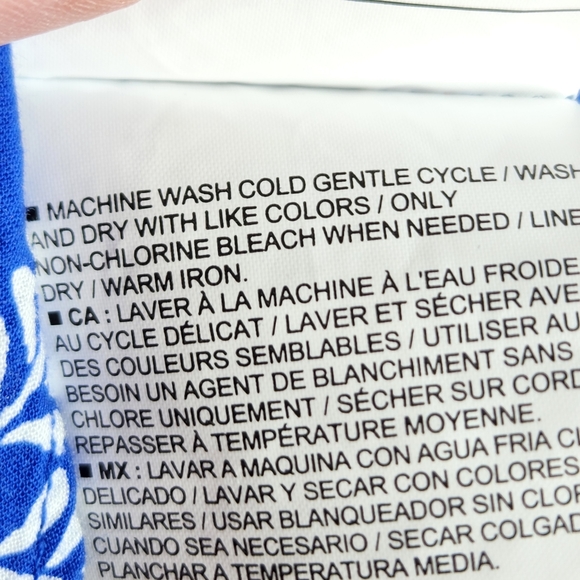 ■ MACHINE WASH COLD GENTLE CYCLE / WASH
AND DRY WITH LIKE COLORS / ONLY
NON-CHLORINE BLEACH WHEN NEEDED / LINE
DRY / WARM IRON.
■ CA : LAVER À LA MACHINE À L'EAU FROIDE
AU CYCLE DÉLICAT / LAVER ET SÉCHER AVE
DES COULEURS SEMBLABLES / UTILISER AU
BESOIN UN AGENT DE BLANCHIMENT SANS
CHLORE UNIQUEMENT / SÉCHER SUR CORD
REPASSER À TEMPÉRATURE MOYENNE.
■ MX : LAVAR A MAQUINA CON AGUA FRIA CI
DELICADO / LAVAR Y SECAR CON COLORES
SIMILARES / USAR BLANQUEADOR SIN CLOR
CUANDO SEA NECESARIO / SECAR COLGAD
PLANCHAR A TEMPERATURA MEDIA.